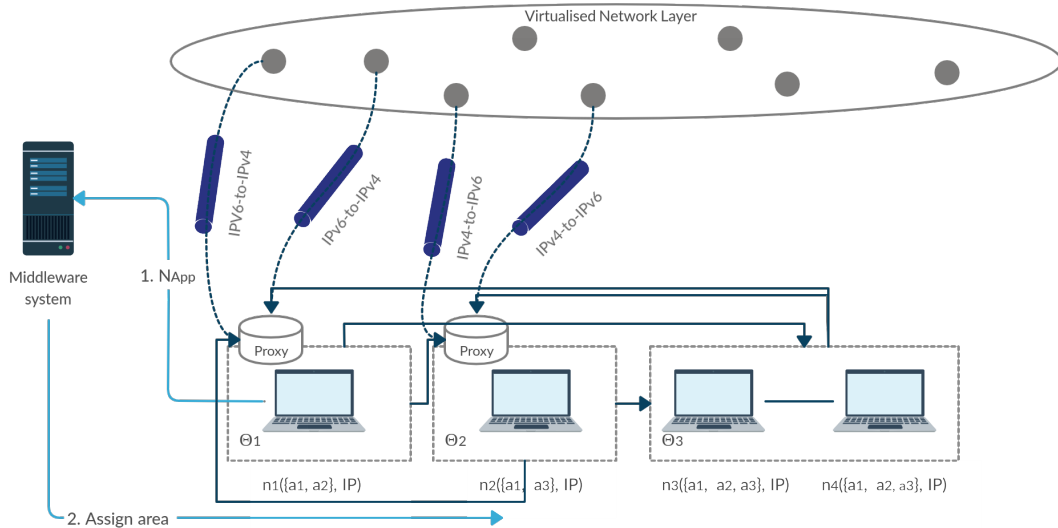 Virtualised Network Layer
IPV6-to-IPv4
IPv6-to-IPv4
IPv4-to-IPv6
IPv4-to-IPv6
Middleware
system
1. NApp
Proxy
Proxy
Θ1
Θ2
Θ3
n1({a1, a2}, IP)
n2({a1, a3}, IP)
n3({a1, a2, a3}, IP)
n4({a1, a2, a3}, IP)
2. Assign area